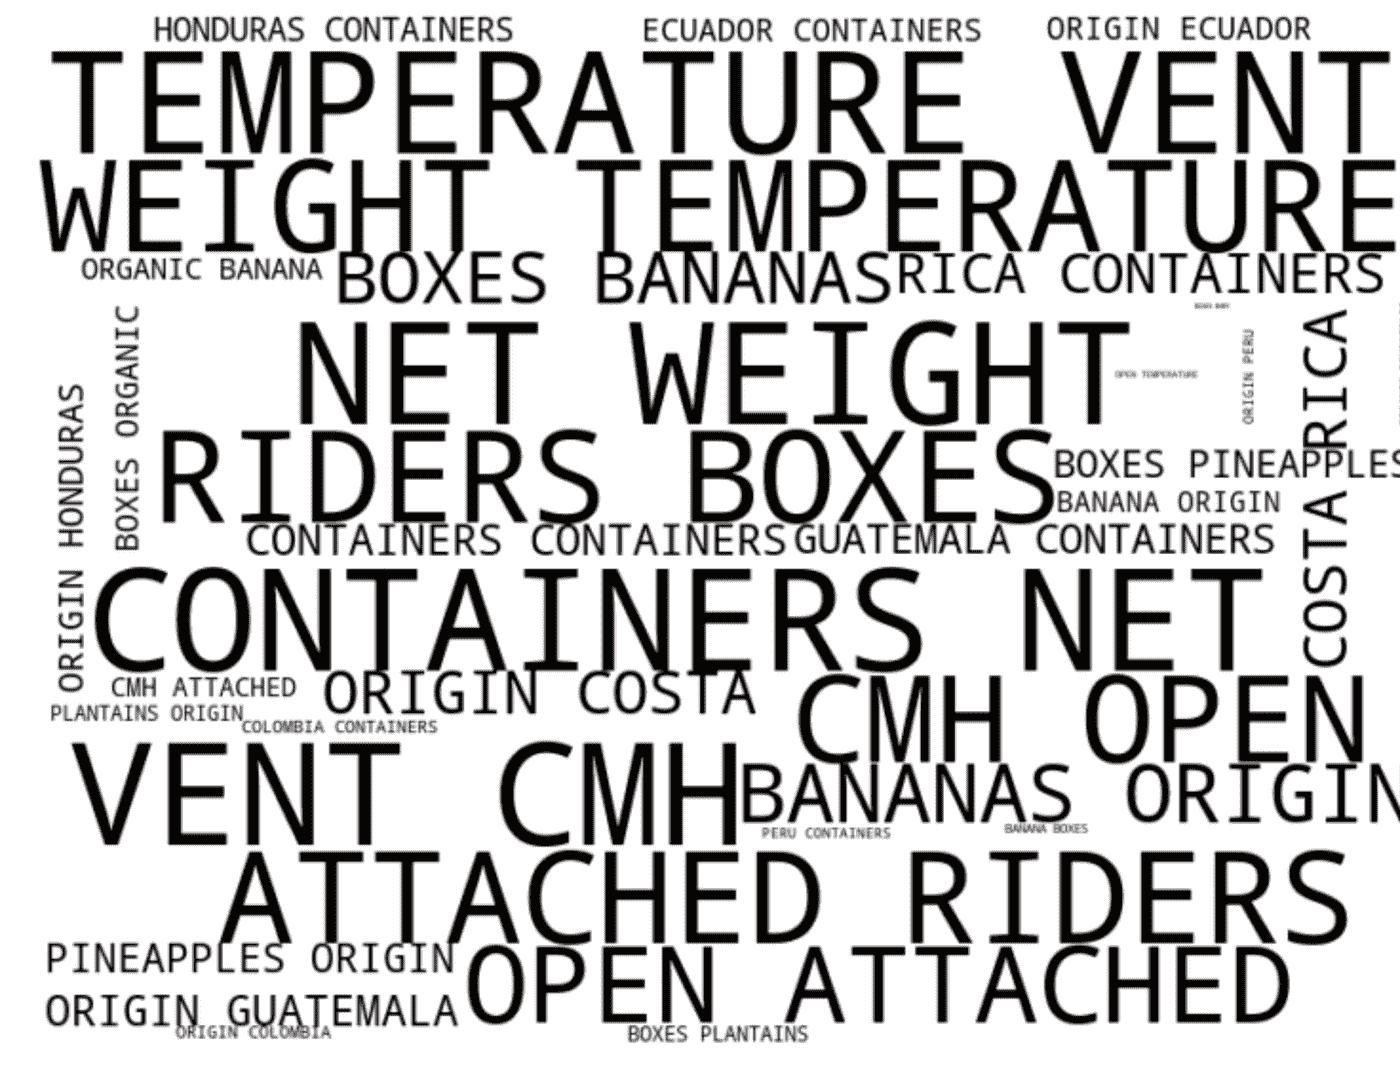 HONDURAS CONTAINERS
ECUADOR CONTAINERS
ORIGIN ECUADOR
TEMPERATURE VENT
WEIGHT TEMPERATURE
ORGANIC BANANA
BOXES BANANAS
RICA CONTAINERS
BOXES BABY
NET WEIGHT
OPEN TEMPERATURE
ORIGIN PERU
COSTA RICA
BOXES ORGANIC
ORIGIN HONDURAS
RIDERS BOXES
BOXES PINEAPPLES
BANANA ORIGIN
CONTAINERS CONTAINERS
GUATEMALA CONTAINERS
CONTAINERS NET
CMH ATTACHED
ORIGIN COSTA
CMH OPEN
PLANTAINS ORIGIN
COLOMBIA CONTAINERS
VENT CMH
BANANAS ORIGIN
PERU CONTAINERS
BANANA BOXES
ATTACHED RIDERS
PINEAPPLES ORIGIN
OPEN ATTACHED
ORIGIN GUATEMALA
ORIGIN COLOMBIA
BOXES PLANTAINS